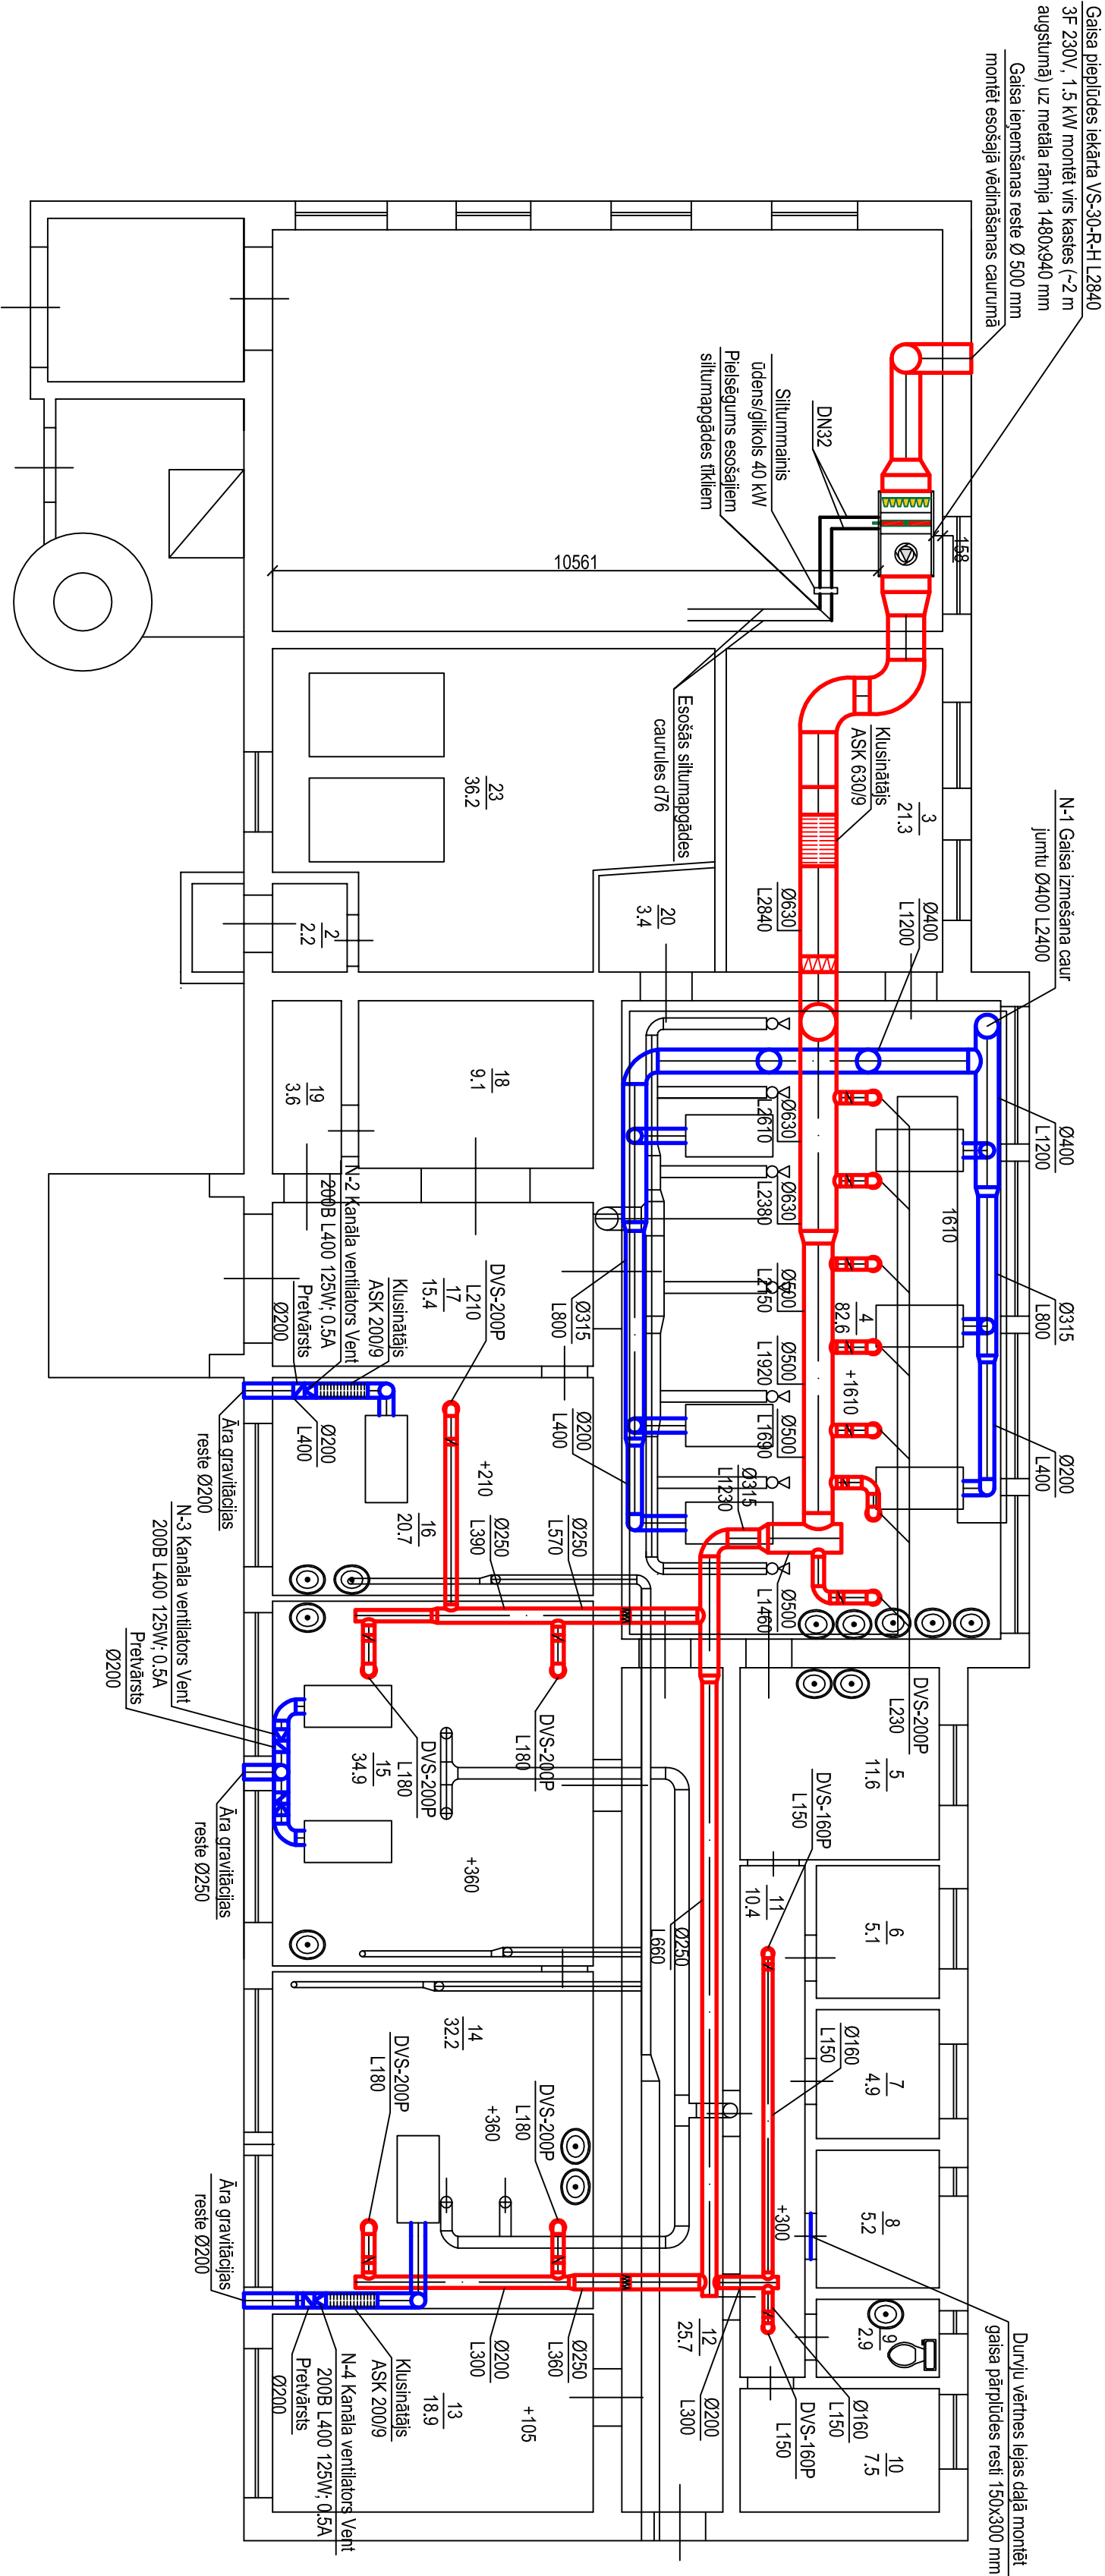 Gaisa pieplūdes iekārta VS-30-R-H L2840
3F 230V, 1.5 kW montēt virs kastes (~2 m
augstumā) uz metāla rāmja 1480x940 mm
Gaisa ieņemšanas reste Ø 500 mm
montēt esošajā vēdināšanas caurumā
158
DN32
Siltummainis
ūdens/glikols 40 kW
Pielsēgums esošajiem
siltumapgādes tīkliem
10561
Esošās siltumapgādes
caurules d76
Klusinātājs
ASK 630/9
3
21.3
N-1 Gaisa izmešana caur
jumtu Ø400 L2400
Ø400
L1200
Ø630
L2840
20
3.4
23
36.2
2
2.2
18
9.1
19
3.6
Ø400
L1200
Ø315
L800
Ø200
L400
1610
Ø630
L2610
Ø630
L2380
Ø500
L2150
4
82.6
+1610
Ø500
L1920
Ø500
L1690
Ø315
L1230
Ø500
L1460
DVS-200P
L230
Ø315
L800
Ø200
L400
17
15.4
DVS-200P
L210
N-2 Kanāla ventilators Vent
200B L400 125W; 0.5A
Klusinātājs
ASK 200/9
Pretvārsts
Ø200
Ø200
L400
Āra gravitācijas
reste Ø200
+210
16
20.7
Ø250
L390
Ø250
L570
N-3 Kanāla ventilators Vent
200B L400 125W; 0.5A
Pretvārsts
Ø200
DVS-200P
L180
DVS-200P
L180
15
34.9
Āra gravitācijas
reste Ø250
+360
5
11.6
DVS-160P
L150
11
10.4
6
5.1
Ø250
L660
7
4.9
Ø160
L150
14
32.2
DVS-200P
L180
DVS-200P
L180
+360
8
5.2
+300
9
2.9
Durvju vērtnes lejas daļā montēt
gaisa pārplūdes resti 150x300 mm
Āra gravitācijas
reste Ø200
12
25.7
Ø200
L300
Ø160
L150
DVS-160P
L150
10
7.5
Ø250
L360
Ø200
L300
13
18.9
+105
Klusinātājs
ASK 200/9
N-4 Kanāla ventilators Vent
200B L400 125W; 0.5A
Pretvārsts
Ø200